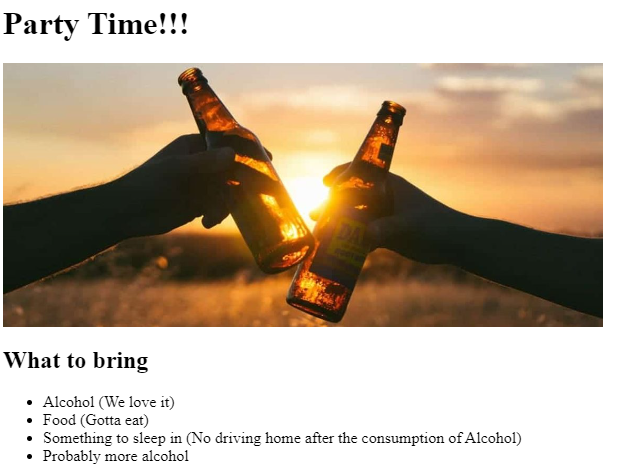 Party Time!!!
What to bring
Alcohol (We love it)
Food (Gotta eat)
Something to sleep in (No driving home after the consumption of Alcohol)
Probably more alcohol